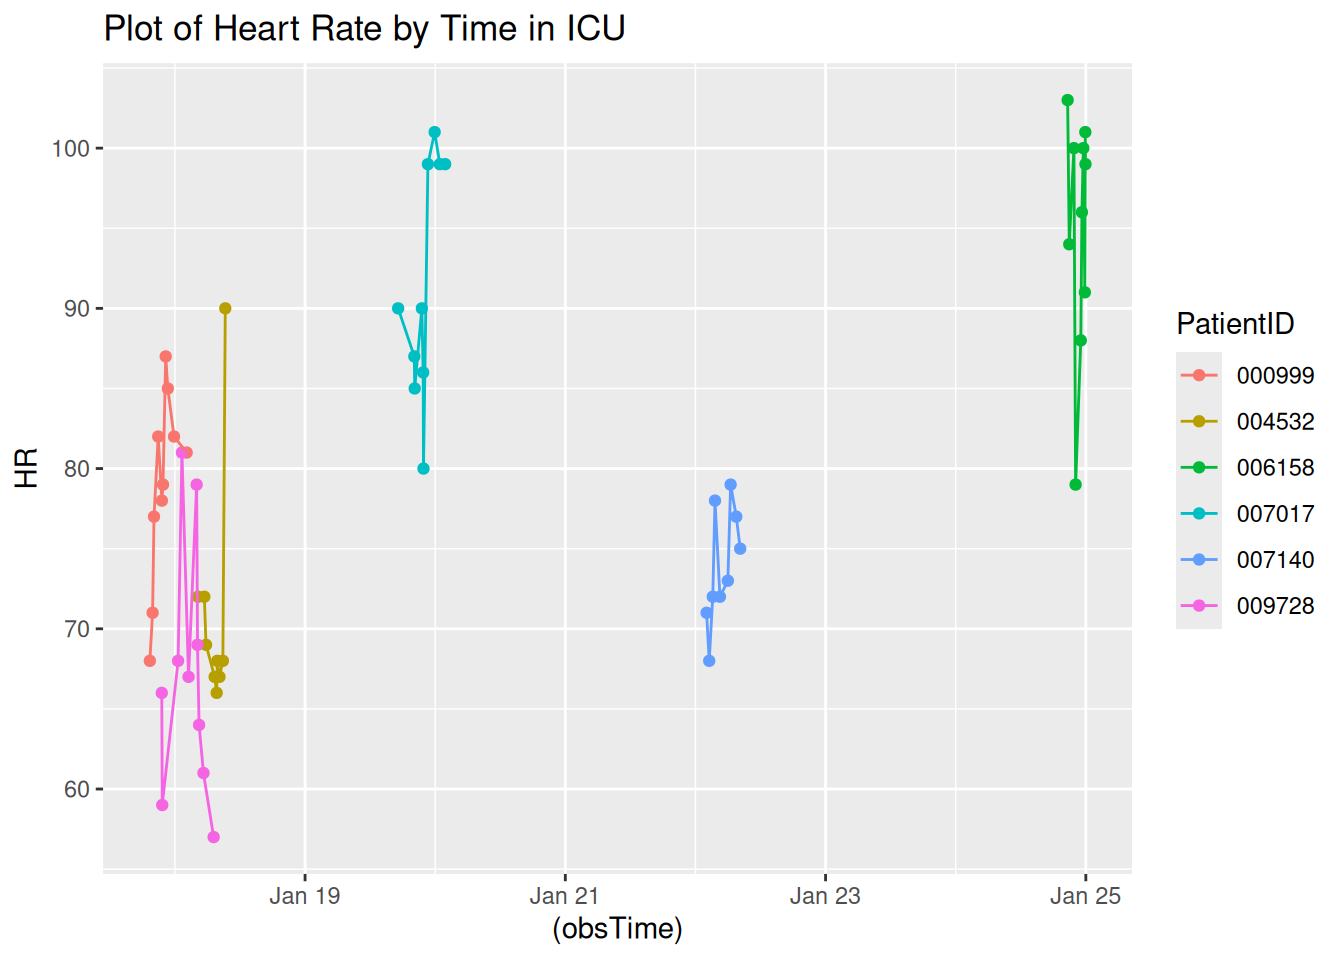 Plot of Heart Rate by Time in ICU
HR
100
90
80
70
60
Jan 19
Jan 21
Jan 23
Jan 25
(obsTime)
PatientID
000999
004532
006158
007017
007140
009728